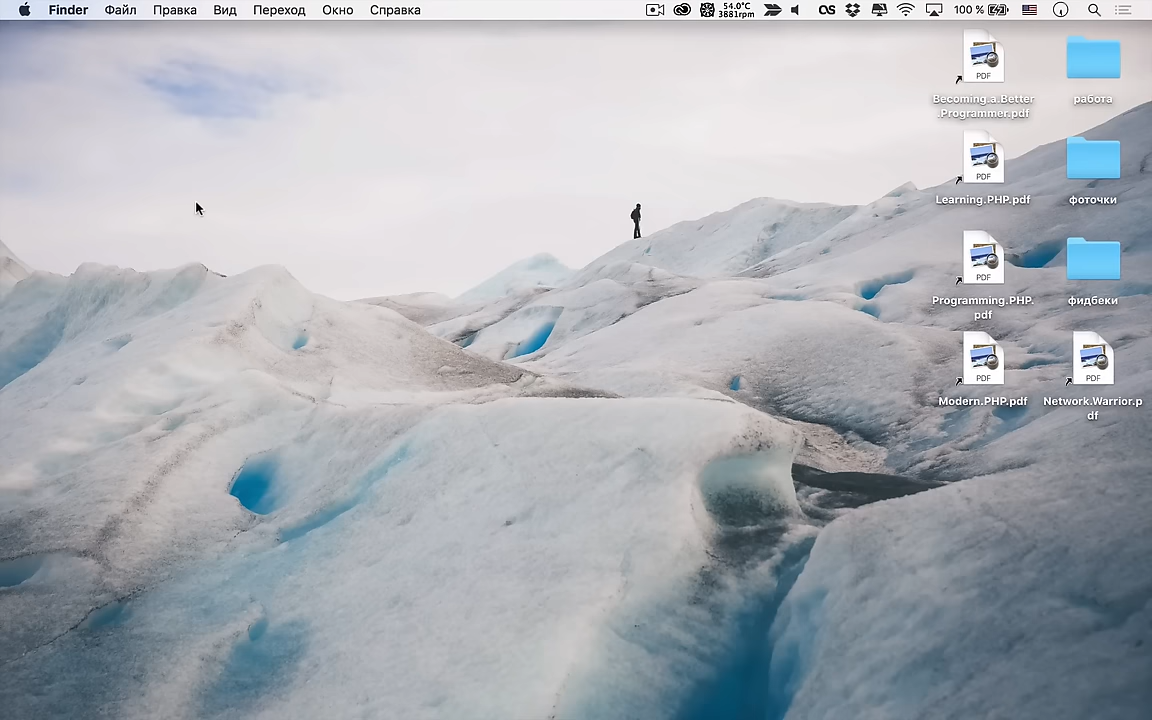 Finder Файл Правка Вид Переход Окно Справка 54.0°C 100 %
3881rpm
PDF
Becoming.a.Better
.Programmer.pdf
работа
PDF
Learning.PHP.pdf
фоточки
PDF
Programming.PHP.
pdf
фидбеки
PDF
Modern.PHP.pdf
PDF
Network.Warrior.p
df